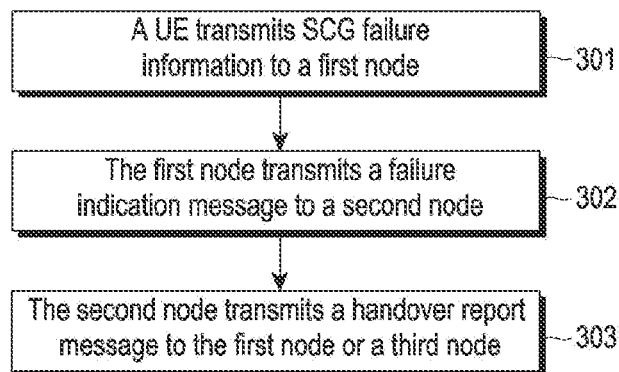 A UE transmits SCG failure
information to a first node
301
The first node transmits a failure
indication message to a second node
302
The second node transmits a handover report
message to the first node or a third node
303